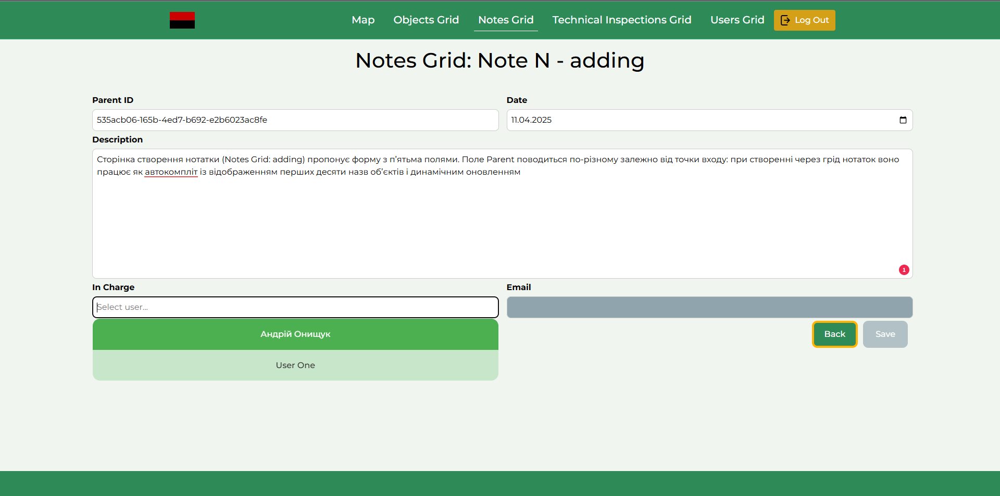 Map Objects Grid Notes Grid Technical Inspections Grid Users Grid Log Out
Notes Grid: Note N - adding
Parent ID
535acb06-165b-4ed7-b692-e2b6023ac8fe
Date
11.04.2025
Description
Сторінка створення нотатки (Notes Grid: adding) пропонує форму з п’ятьма полями. Поле Parent поводиться по-різному залежно від точки входу: при створенні через грід нотаток воно
працює як автокомпліт із відображенням перших десяти назв об’єктів і динамічним оновленням
1
In Charge
Select user...
Email
Андрій Онищук
User One
Back Save